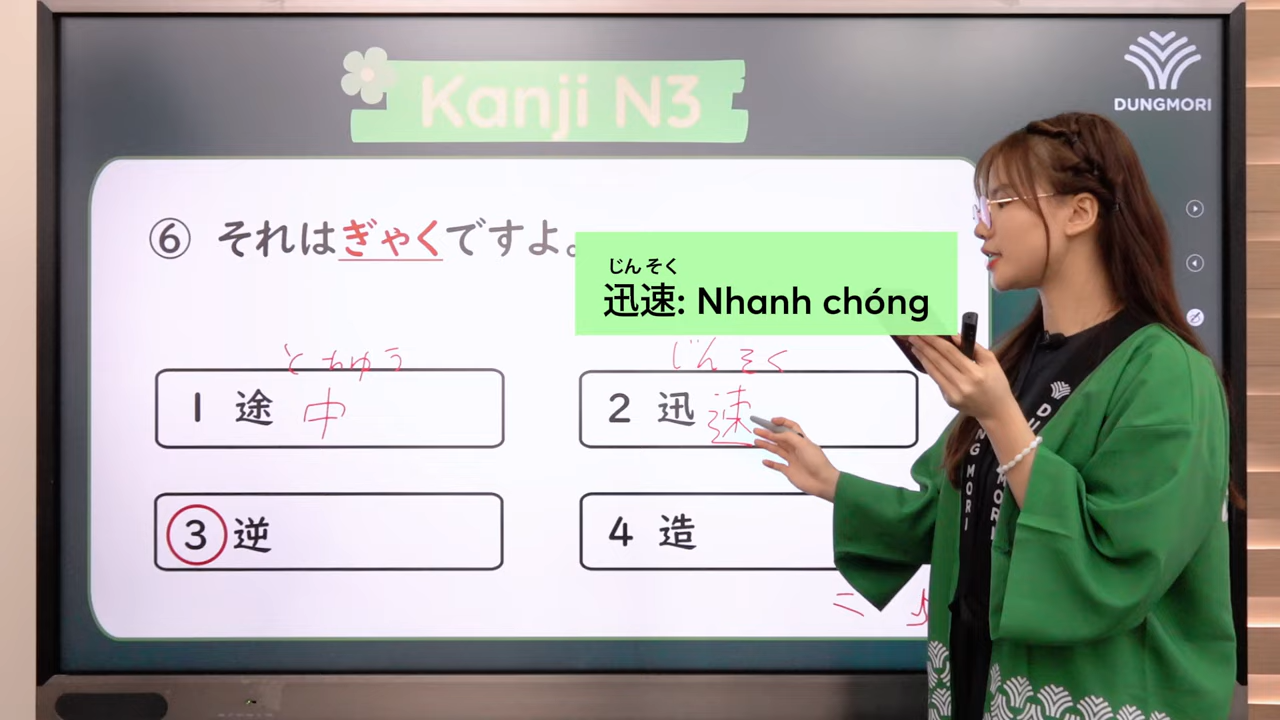 Kanji N3
DUNGMORI
⑥ それはぎゃくですよ。
じんそく
迅速: Nhanh chóng
とちゅう
1 途中
じんそく
2 迅速
3 逆
4 造
DUNGMORI